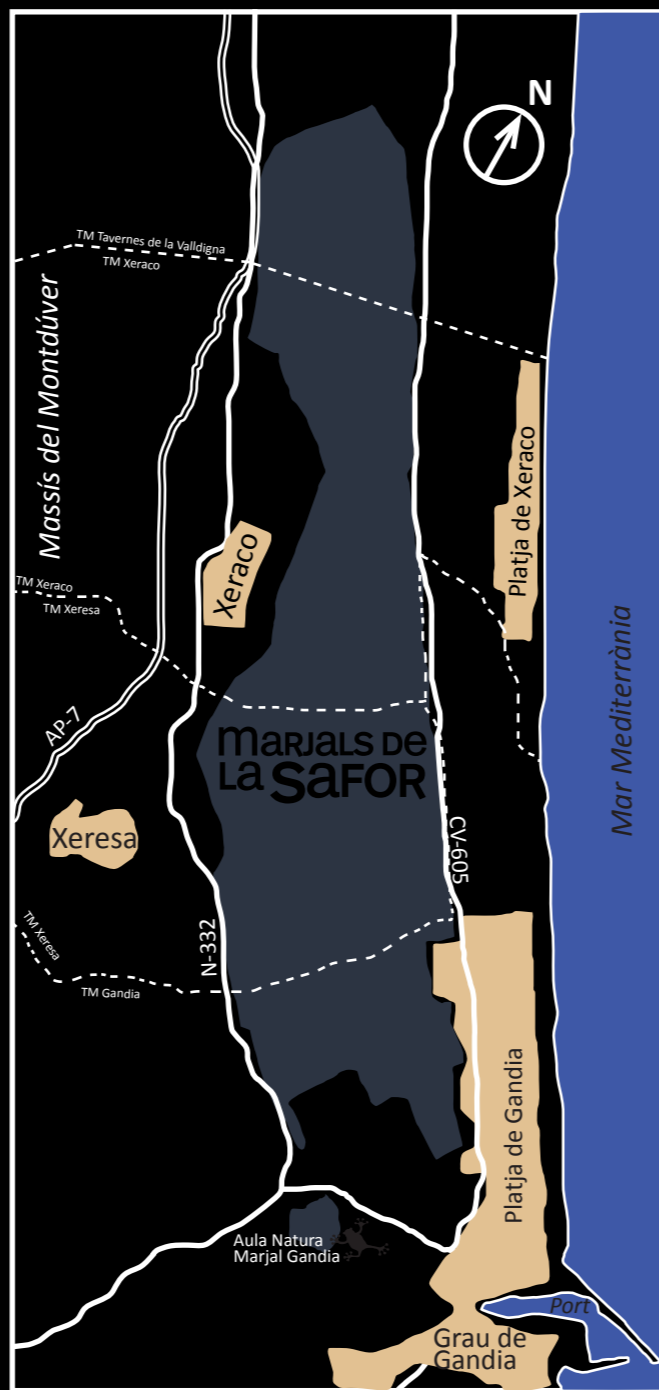 N
TM Tavernes de la Valldigna
TM Xeraco
Massís del Montdúver
Platja de Xeraco
Xeraco
TM Xeraco
TM Xeresa
Mar Mediterrània
AP-7
MARJALS DE
La SAFOR
Xeresa
CV-605
TM Xeresa
N-332
TM Gandia
Platja de Gandia
Aula Natura
Marjal Gandia
Port
Grau de
Gandia